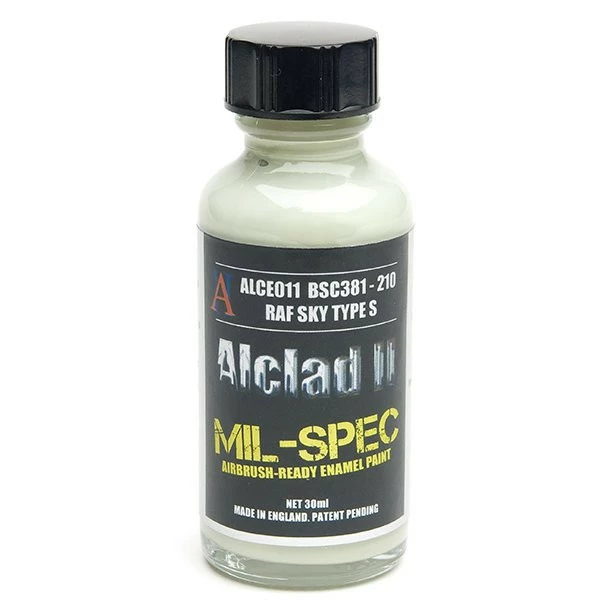 A ALCE011 BSC381 - 210
RAF SKY TYPE S
Alclad II
MIL-SPEC
AIRBRUSH-READY ENAMEL PAINT
NET 30ml
MADE IN ENGLAND. PATENT PENDING